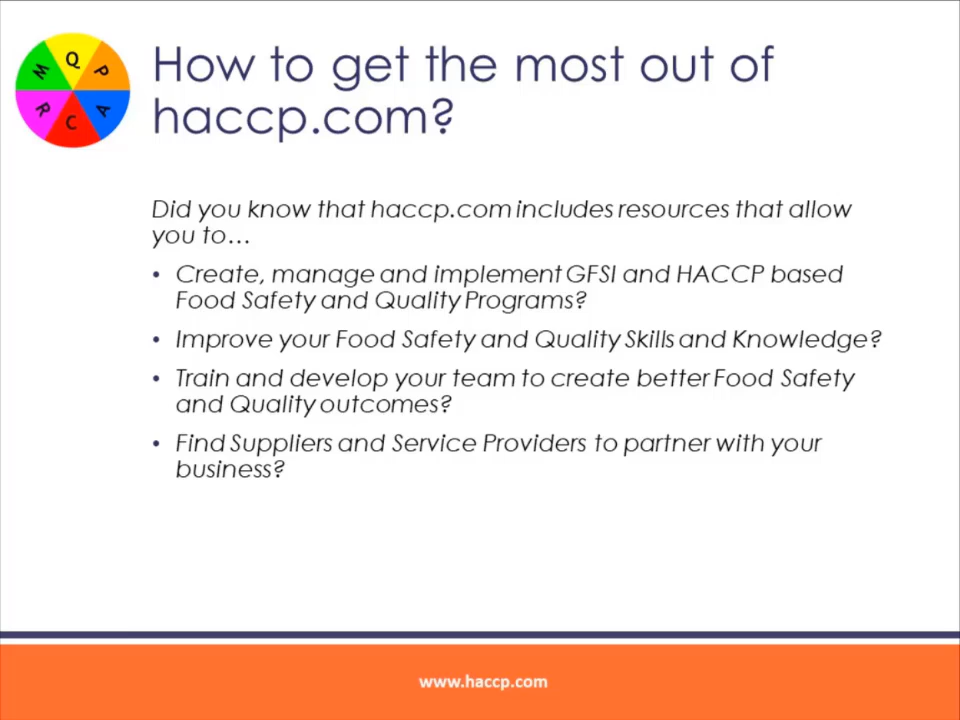 M Q P
R C A
How to get the most out of
haccp.com?
Did you know that haccp.com includes resources that allow
you to…
• Create, manage and implement GFSI and HACCP based
Food Safety and Quality Programs?
• Improve your Food Safety and Quality Skills and Knowledge?
• Train and develop your team to create better Food Safety
and Quality outcomes?
• Find Suppliers and Service Providers to partner with your
business?
www.haccp.com